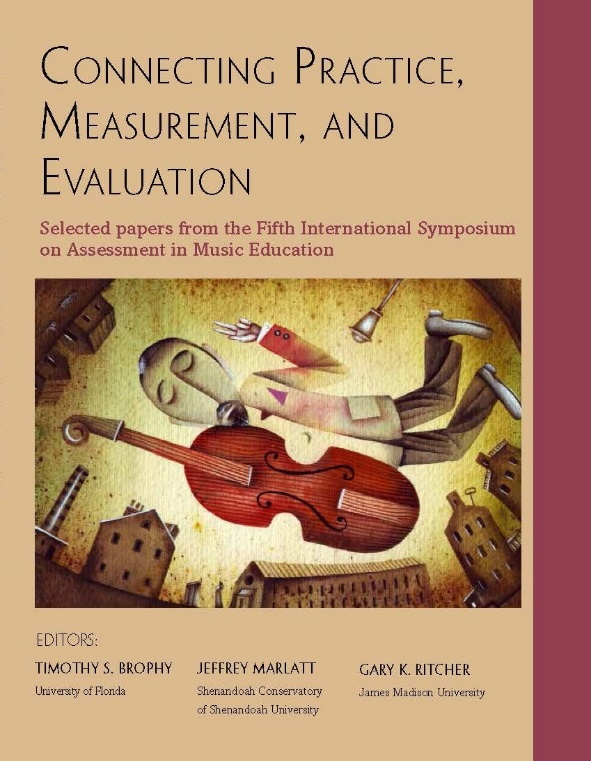 Connecting Practice,
Measurement, and
Evaluation
Selected papers from the Fifth International Symposium
on Assessment in Music Education
EDITORS:
TIMOTHY S. BROPHY
University of Florida
JEFFREY MARLATT
Shenandoah Conservatory
of Shenandoah University
GARY K. RITCHER
James Madison University